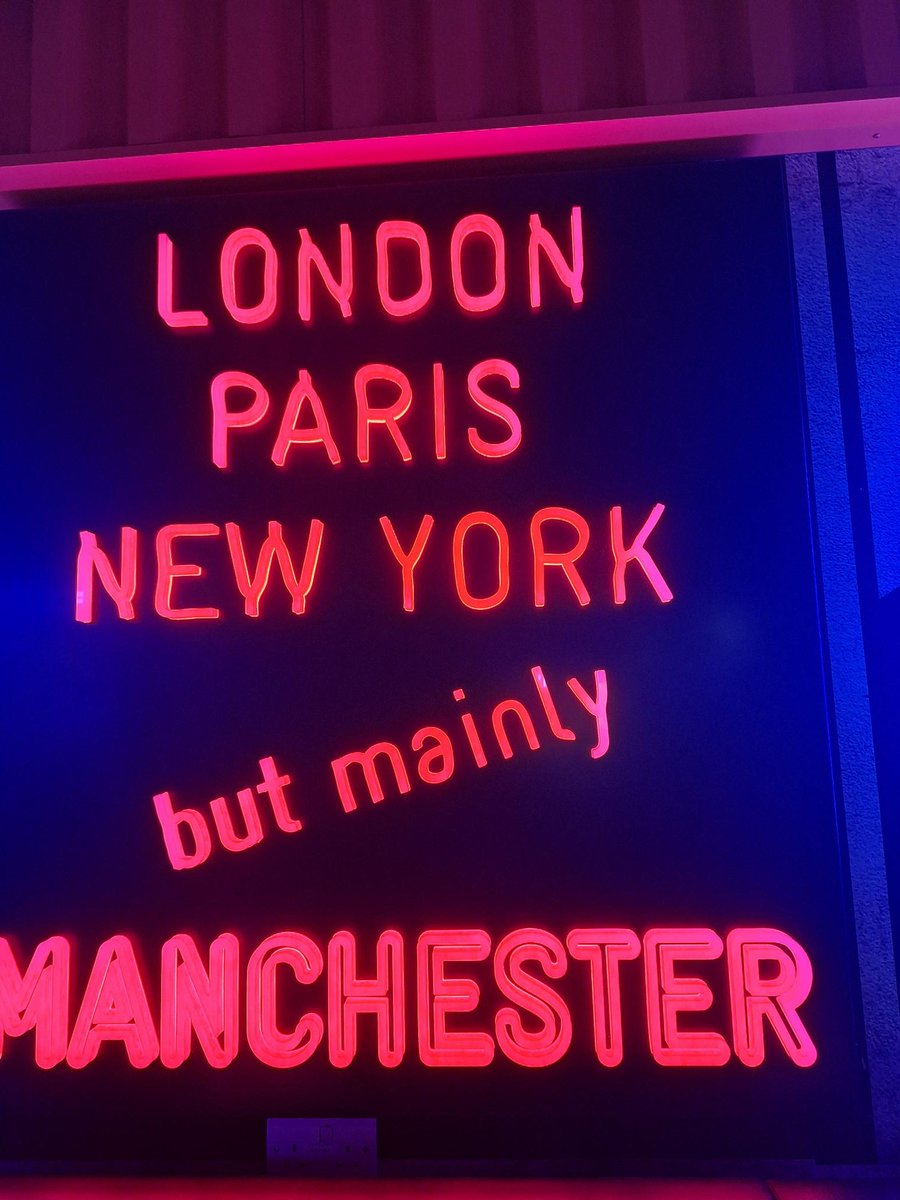 LONDON
PARIS
NEW YORK
but mainly
MANCHESTER